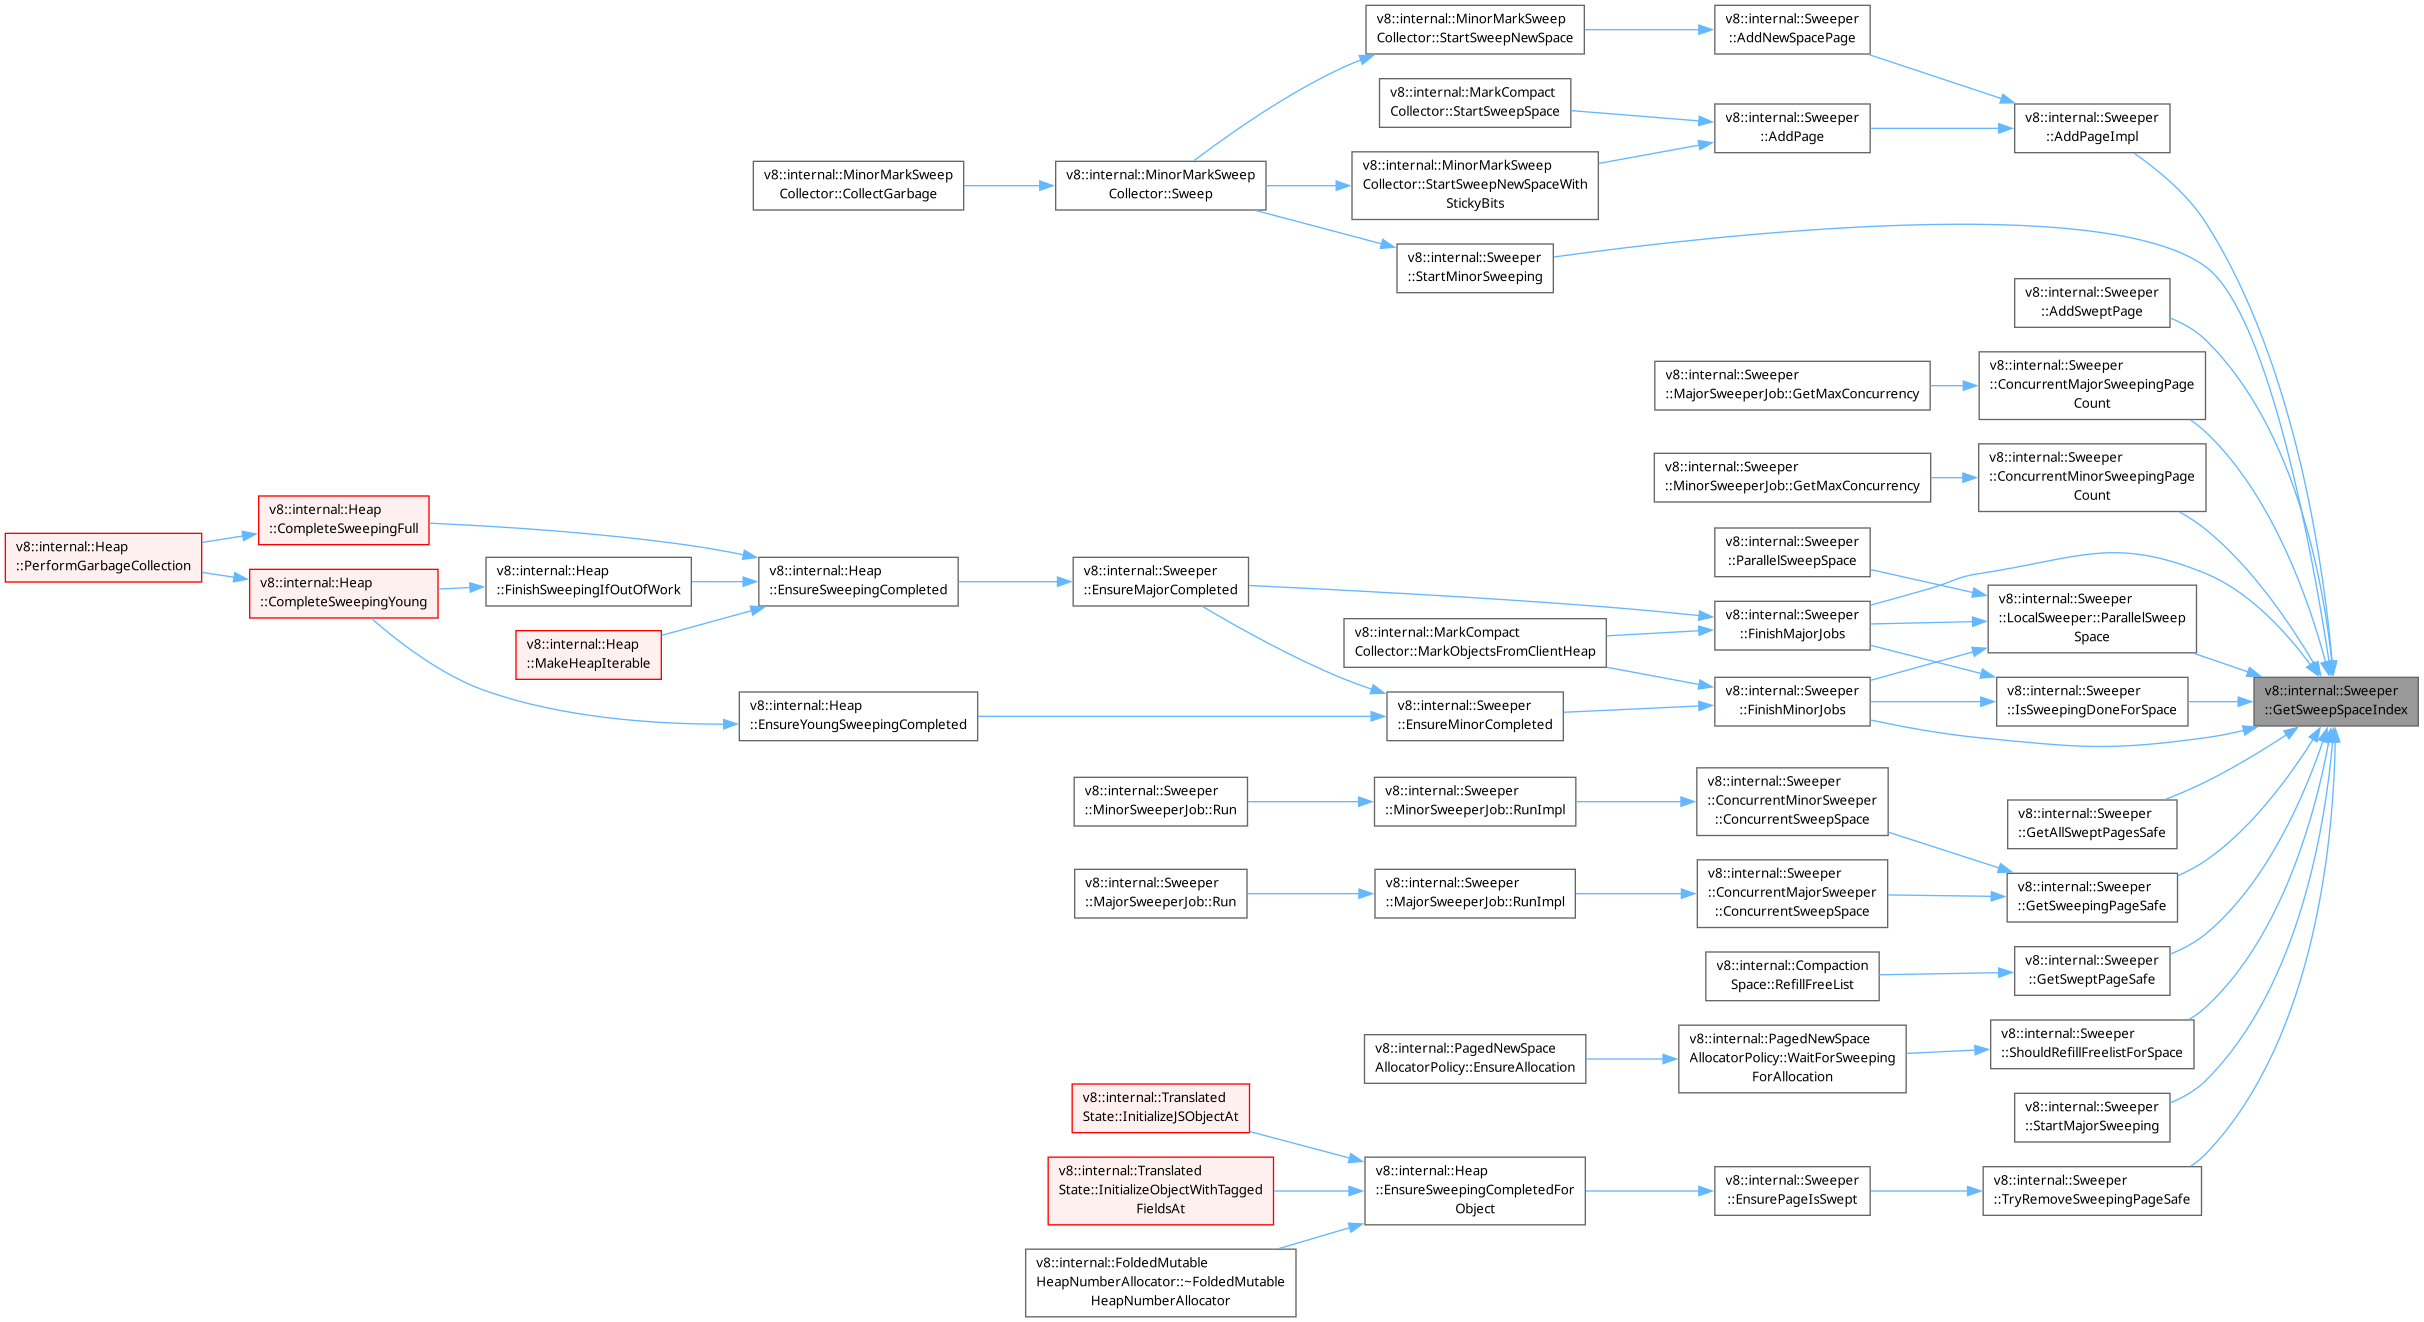 v8::internal::MinorMarkSweep
Collector::StartSweepNewSpace
v8::internal::Sweeper
::AddNewSpacePage
v8::internal::MarkCompact
Collector::StartSweepSpace
v8::internal::Sweeper
::AddPage
v8::internal::Sweeper
::AddPageImpl
v8::internal::MinorMarkSweep
Collector::CollectGarbage
v8::internal::MinorMarkSweep
Collector::Sweep
v8::internal::MinorMarkSweep
Collector::StartSweepNewSpaceWith
StickyBits
v8::internal::Sweeper
::StartMinorSweeping
v8::internal::Sweeper
::AddSweptPage
v8::internal::Sweeper
::MajorSweeperJob::GetMaxConcurrency
v8::internal::Sweeper
::ConcurrentMajorSweepingPage
Count
v8::internal::Sweeper
::MinorSweeperJob::GetMaxConcurrency
v8::internal::Sweeper
::ConcurrentMinorSweepingPage
Count
v8::internal::Heap
::PerformGarbageCollection
v8::internal::Heap
::CompleteSweepingFull
v8::internal::Heap
::CompleteSweepingYoung
v8::internal::Heap
::FinishSweepingIfOutOfWork
v8::internal::Heap
::MakeHeapIterable
v8::internal::Heap
::EnsureSweepingCompleted
v8::internal::Heap
::EnsureYoungSweepingCompleted
v8::internal::Sweeper
::EnsureMajorCompleted
v8::internal::MarkCompact
Collector::MarkObjectsFromClientHeap
v8::internal::Sweeper
::EnsureMinorCompleted
v8::internal::Sweeper
::ParallelSweepSpace
v8::internal::Sweeper
::FinishMajorJobs
v8::internal::Sweeper
::FinishMinorJobs
v8::internal::Sweeper
::LocalSweeper::ParallelSweep
Space
v8::internal::Sweeper
::IsSweepingDoneForSpace
v8::internal::Sweeper
::GetSweepSpaceIndex
v8::internal::Sweeper
::MinorSweeperJob::Run
v8::internal::Sweeper
::MinorSweeperJob::RunImpl
v8::internal::Sweeper
::ConcurrentMinorSweeper
::ConcurrentSweepSpace
v8::internal::Sweeper
::GetAllSweptPagesSafe
v8::internal::Sweeper
::MajorSweeperJob::Run
v8::internal::Sweeper
::MajorSweeperJob::RunImpl
v8::internal::Sweeper
::ConcurrentMajorSweeper
::ConcurrentSweepSpace
v8::internal::Sweeper
::GetSweepingPageSafe
v8::internal::Compaction
Space::RefillFreeList
v8::internal::Sweeper
::GetSweptPageSafe
v8::internal::PagedNewSpace
AllocatorPolicy::EnsureAllocation
v8::internal::PagedNewSpace
AllocatorPolicy::WaitForSweeping
ForAllocation
v8::internal::Sweeper
::ShouldRefillFreelistForSpace
v8::internal::Sweeper
::StartMajorSweeping
v8::internal::Translated
State::InitializeJSObjectAt
v8::internal::Translated
State::InitializeObjectWithTagged
FieldsAt
v8::internal::Heap
::EnsureSweepingCompletedFor
Object
v8::internal::Sweeper
::EnsurePageIsSwept
v8::internal::Sweeper
::TryRemoveSweepingPageSafe
v8::internal::FoldedMutable
HeapNumberAllocator::~FoldedMutable
HeapNumberAllocator